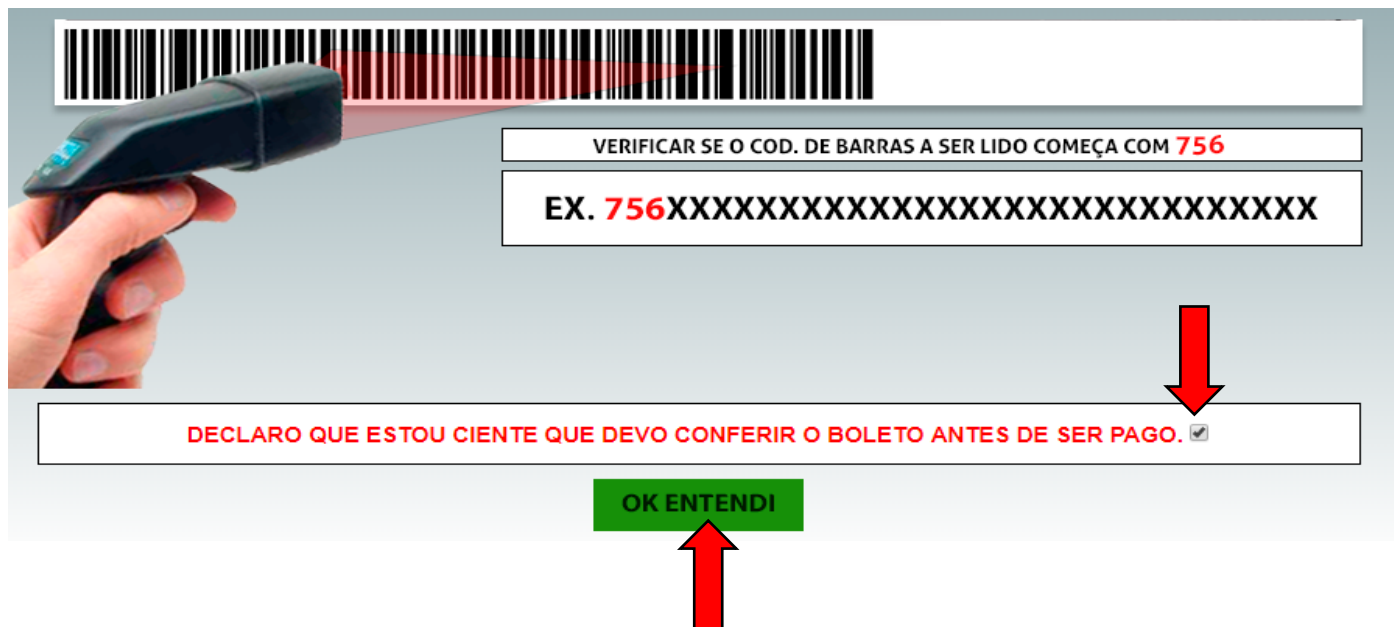 VERIFICAR SE O COD. DE BARRAS A SER LIDO COMEÇA COM 756
EX. 756XXXXXXXXXXXXXXXXXXXXXXXXXXXXX
DECLARO QUE ESTOU CIENTE QUE DEVO CONFERIR O BOLETO ANTES DE SER PAGO.
OK ENTENDI